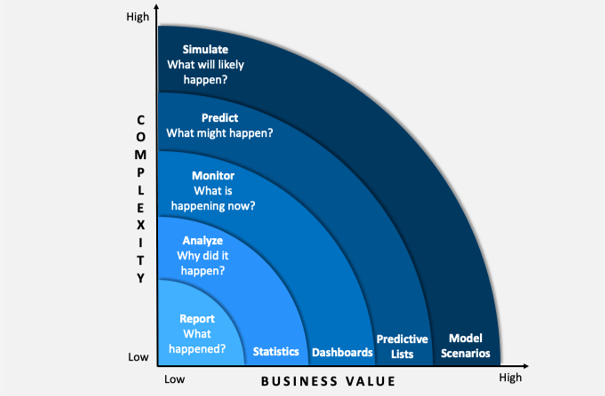 High
Simulate
What will likely
happen?
Predict
What might happen?
Monitor
What is
happening now?
Analyze
Why did it
happen?
Report
What
happened?
Statistics
Dashboards
Predictive
Lists
Model
Scenarios
COMPLEXITY
Low
Low
BUSINESS VALUE
High